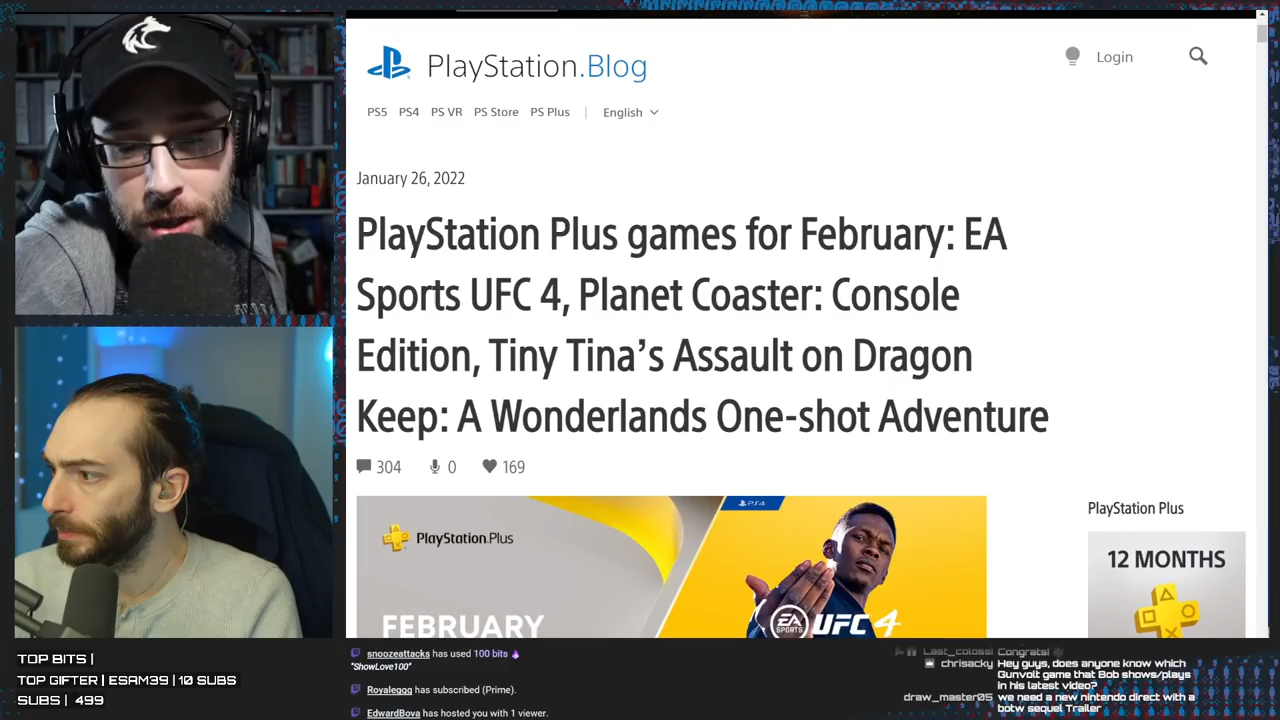 PlayStation.Blog
Login
PS5 PS4 PS VR PS Store PS Plus | English
January 26, 2022
PlayStation Plus games for February: EA
Sports UFC 4, Planet Coaster: Console
Edition, Tiny Tina’s Assault on Dragon
Keep: A Wonderlands One-shot Adventure
304 0 169
PlayStation Plus
PS4
PlayStation.Plus
12 MONTHS
FEBRUARY
EA SPORTS UFC 4
TOP BITS |
TOP GIFTER | ESAM39 | 10 SUBS
SUBS | 499
snoozeattacks has used 100 bits
"ShowLove100"
Royaleggg has subscribed (Prime).
EdwardBova has hosted you with 1 viewer.
Last_colossi Congrats!
chrisacky Hey guys, does anyone know which
Gunvolt game that Bob shows/plays
in his latest video?
draw_master05 we need a new nintendo direct with a
botw sequel Trailer